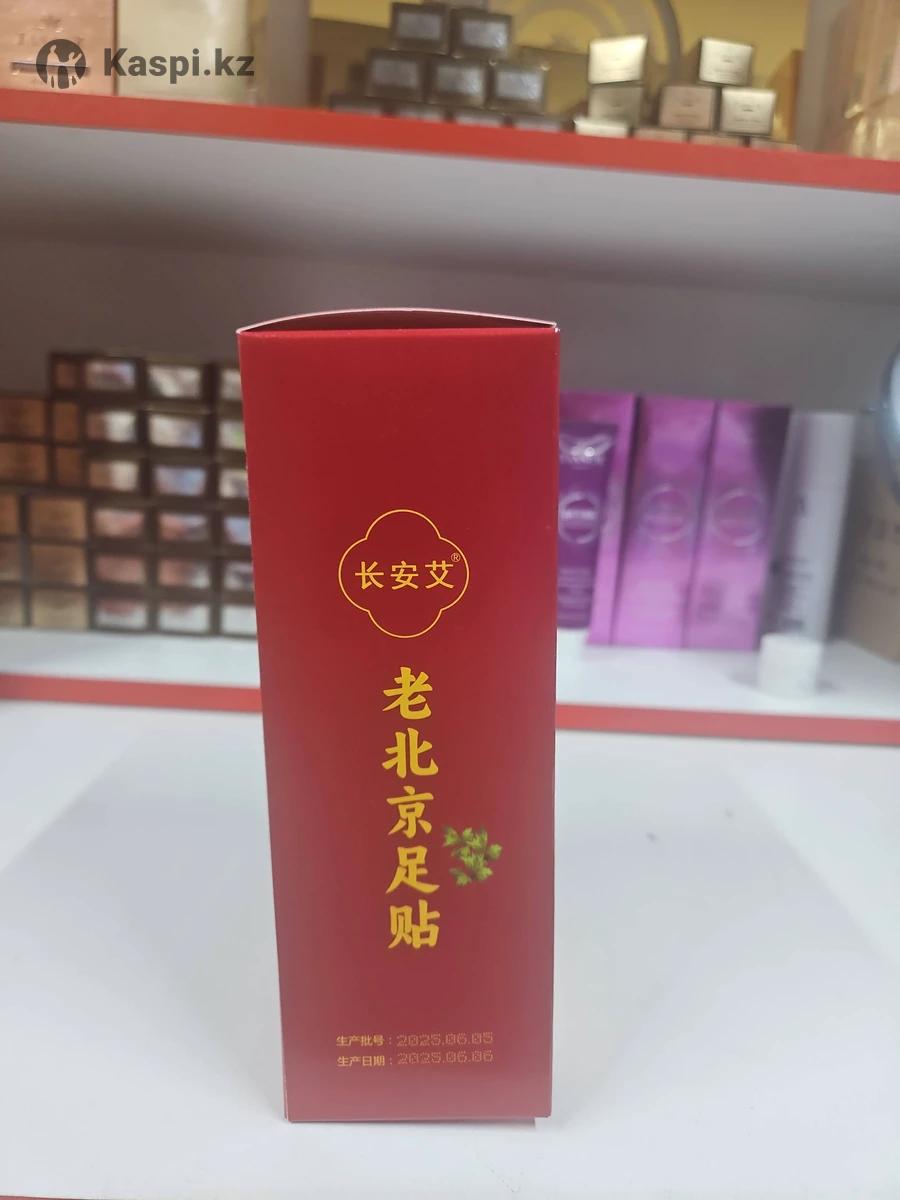 Kaspi.kz
长安艾®
老北京足贴
生产批号：2025.06.05
生产日期：2025.06.06